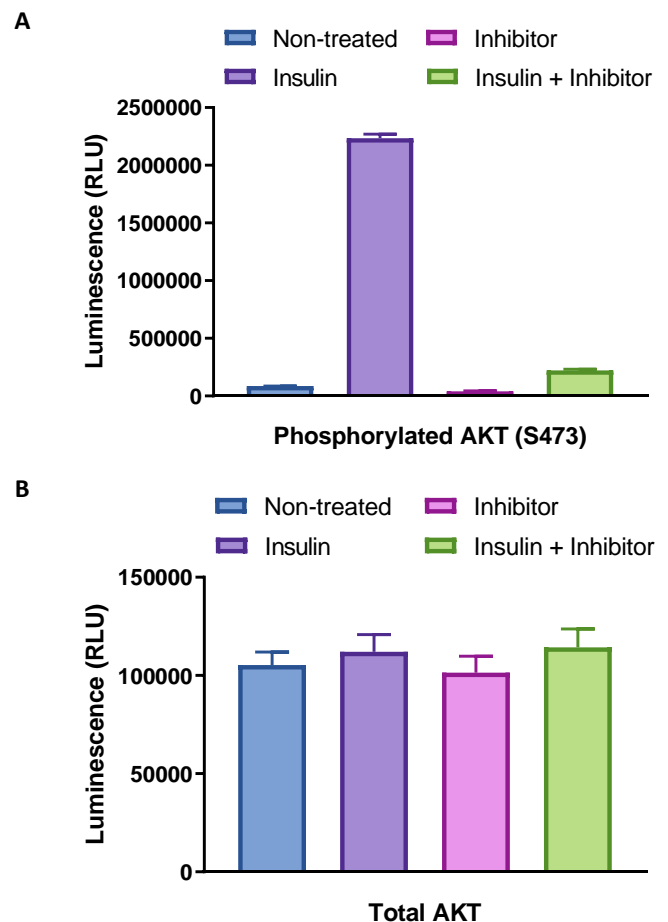 A
Non-treated
Inhibitor
Insulin
Insulin + Inhibitor
Luminescence (RLU)
2500000
2000000
1500000
1000000
500000
0
Phosphorylated AKT (S473)
B
Non-treated
Inhibitor
Insulin
Insulin + Inhibitor
Luminescence (RLU)
150000
100000
50000
0
Total AKT